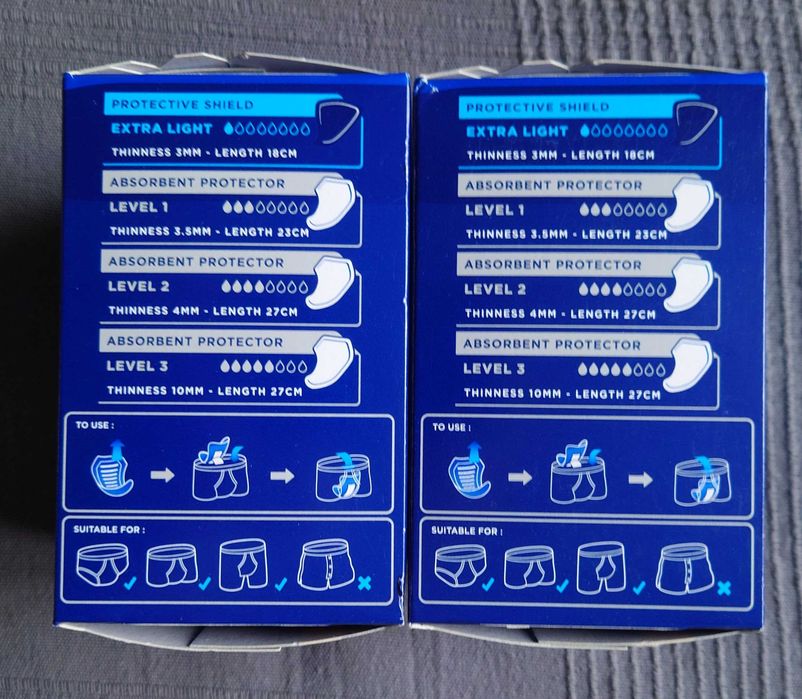 PROTECTIVE SHIELD
EXTRA LIGHT
THINNESS 3MM - LENGTH 18CM
ABSORBENT PROTECTOR
LEVEL 1
THINNESS 3.5MM - LENGTH 23CM
ABSORBENT PROTECTOR
LEVEL 2
THINNESS 4MM - LENGTH 27CM
ABSORBENT PROTECTOR
LEVEL 3
THINNESS 10MM - LENGTH 27CM
TO USE :
SUITABLE FOR :
PROTECTIVE SHIELD
EXTRA LIGHT
THINNESS 3MM - LENGTH 18CM
ABSORBENT PROTECTOR
LEVEL 1
THINNESS 3.5MM - LENGTH 23CM
ABSORBENT PROTECTOR
LEVEL 2
THINNESS 4MM - LENGTH 27CM
ABSORBENT PROTECTOR
LEVEL 3
THINNESS 10MM - LENGTH 27CM
TO USE :
SUITABLE FOR :